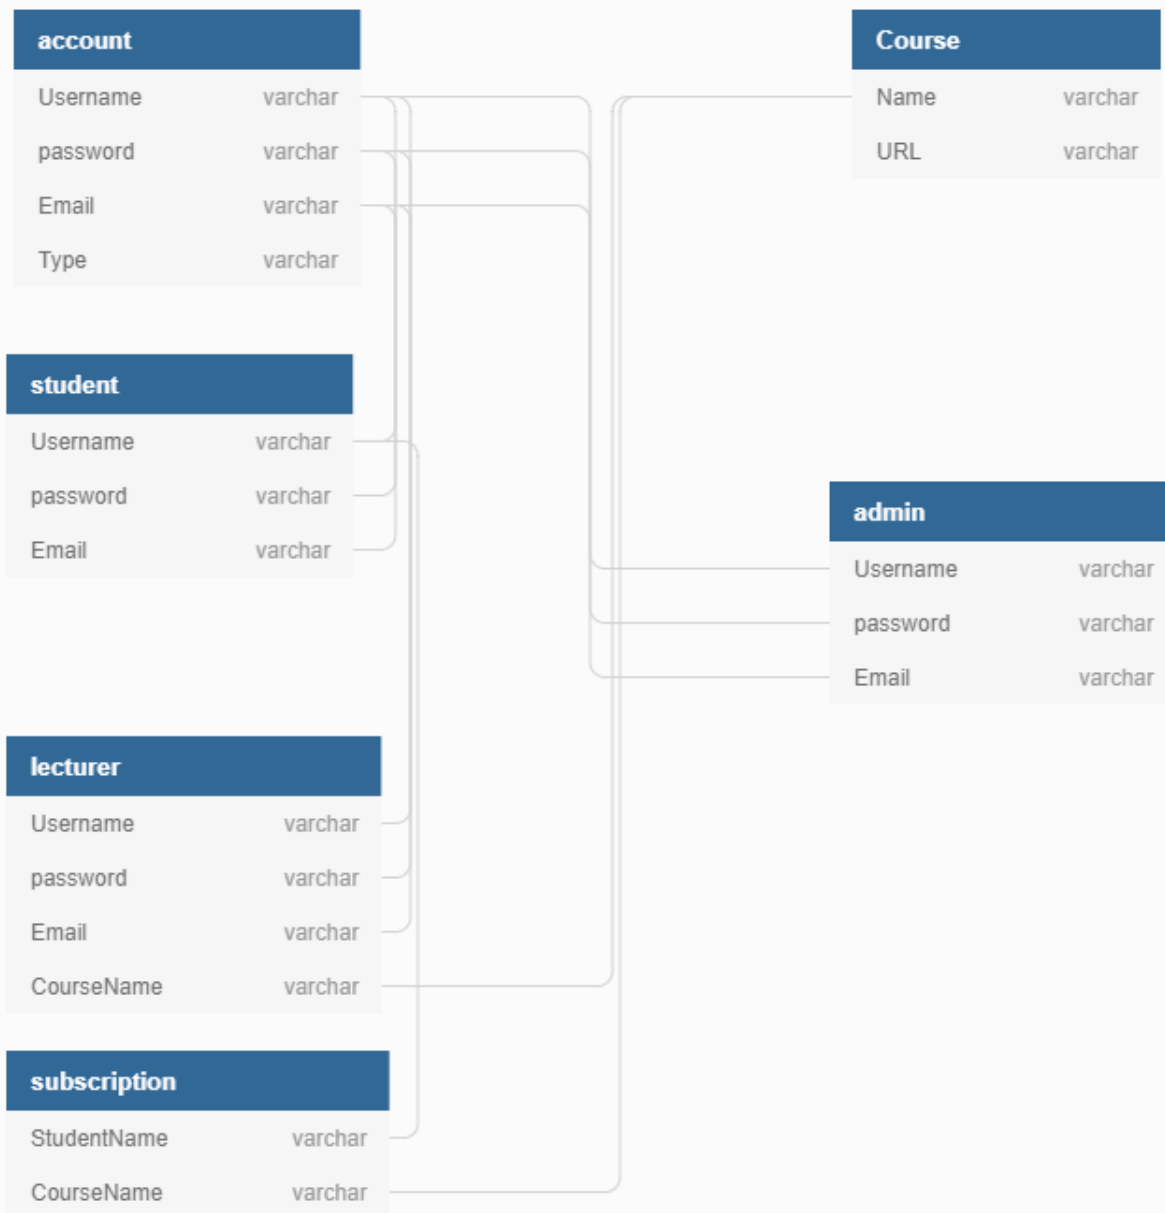 account
Username varchar
password varchar
Email varchar
Type varchar
Course
Name varchar
URL varchar
student
Username varchar
password varchar
Email varchar
admin
Username varchar
password varchar
Email varchar
lecturer
Username varchar
password varchar
Email varchar
CourseName varchar
subscription
StudentName varchar
CourseName varchar